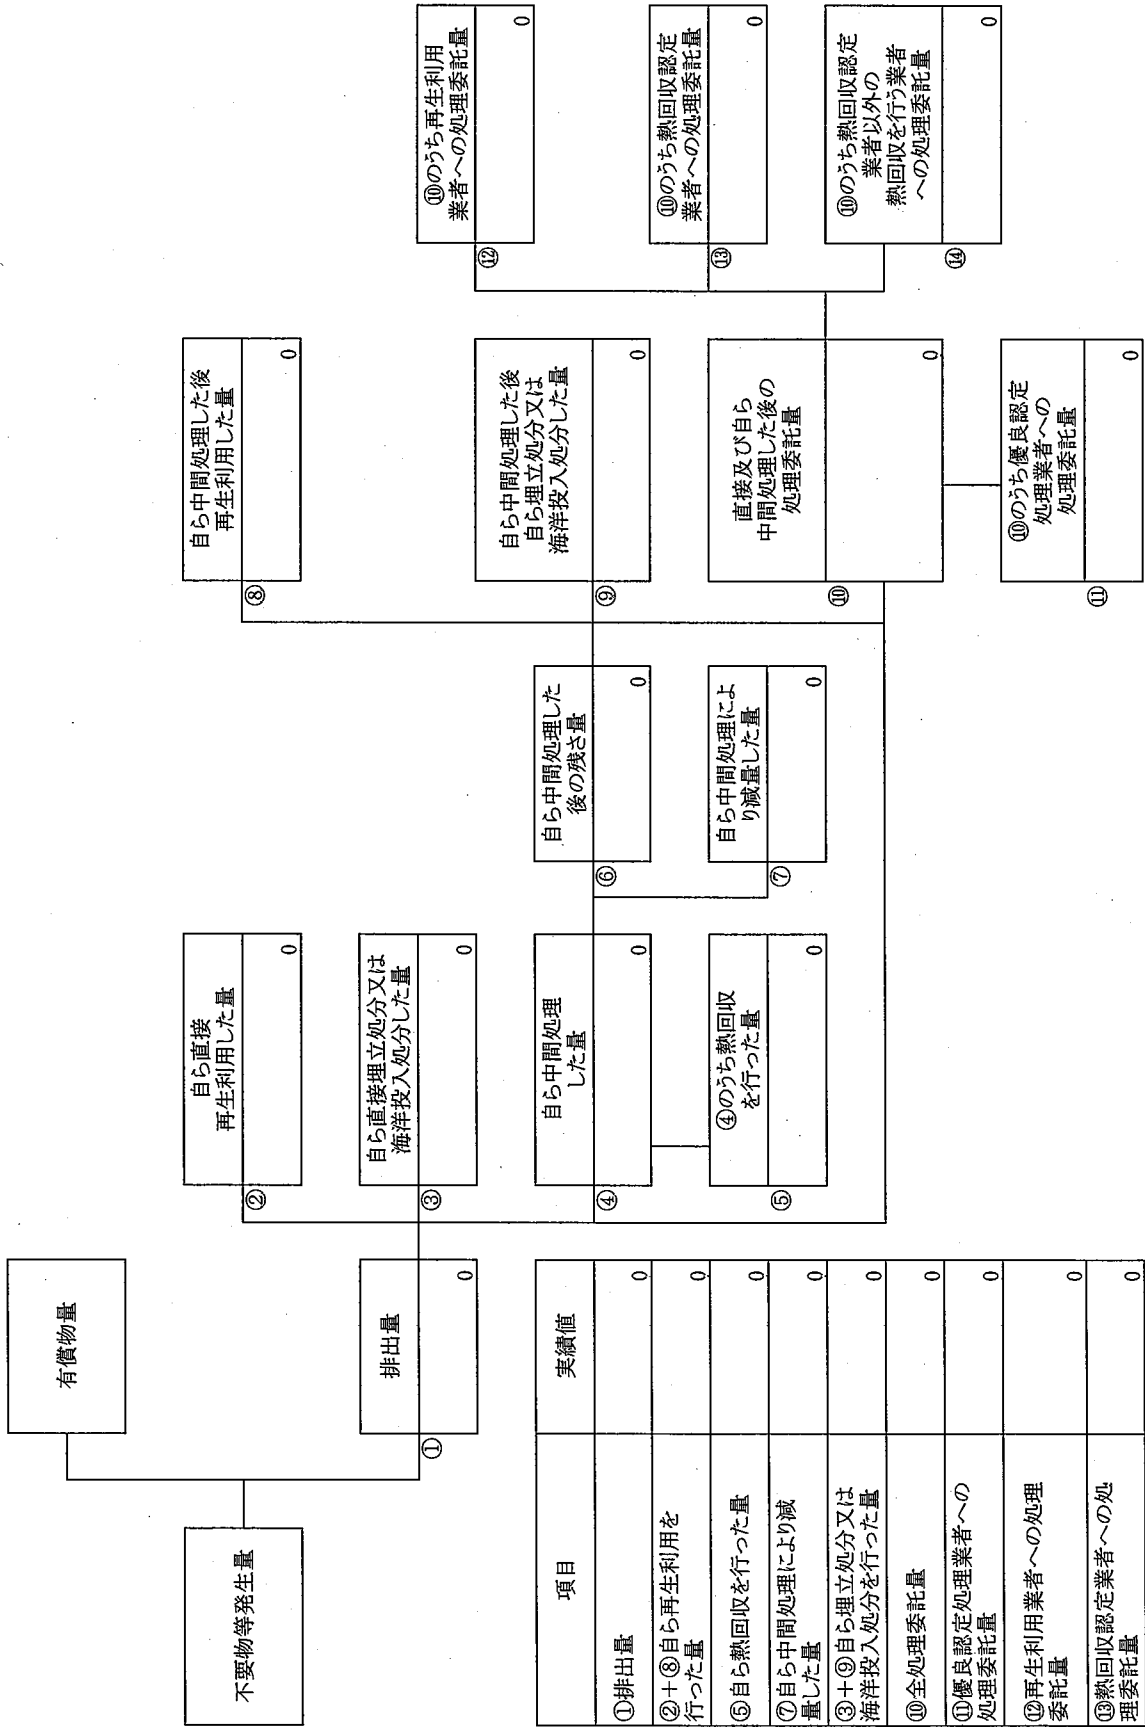 不要物等発生量
有償物量
排出量
①
0
自ら直接
再生利用した量
②
0
自ら直接埋立処分又は
海洋投入処分した量
③
0
自ら中間処理
した量
④
0
④のうち熱回収
を行った量
⑤
0
自ら中間処理した
後の残さ量
⑥
0
自ら中間処理によ
り減量した量
⑦
0
自ら中間処理した後
再生利用した量
⑧
0
自ら中間処理した後
自ら埋立処分又は
海洋投入処分した量
⑨
0
直接及び自ら
中間処理した後の
処理委託量
⑩
0
⑩のうち優良認定
処理業者への
処理委託量
⑪
0
⑩のうち再生利用
業者への処理委託量
⑫
0
⑩のうち熱回収認定
業者への処理委託量
⑬
0
⑩のうち熱回収認定
業者以外の
熱回収を行う業者
への処理委託量
⑭
0
項目 実績値
①排出量 0
②+⑧自ら再生利用を
行った量 0
⑤自ら熱回収を行った量 0
⑦自ら中間処理により減
量した量 0
③+⑨自ら埋立処分又は
海洋投入処分を行った量 0
⑩全処理委託量 0
⑪優良認定処理業者への
処理委託量 0
⑫再生利用業者への処理
委託量 0
⑬熱回収認定業者への処
理委託量 0